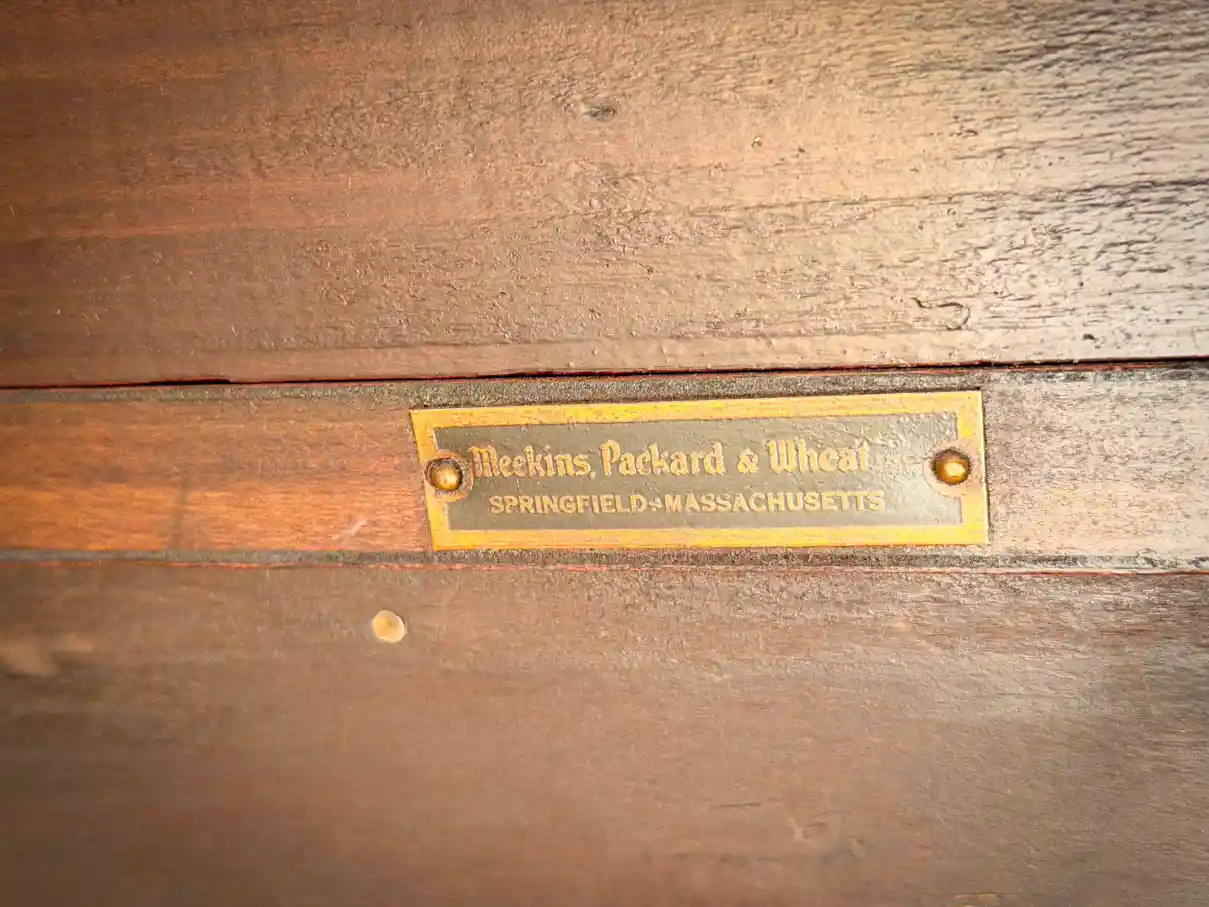 Meekins, Packard & Wheat
SPRINGFIELD-MASSACHUSETTS